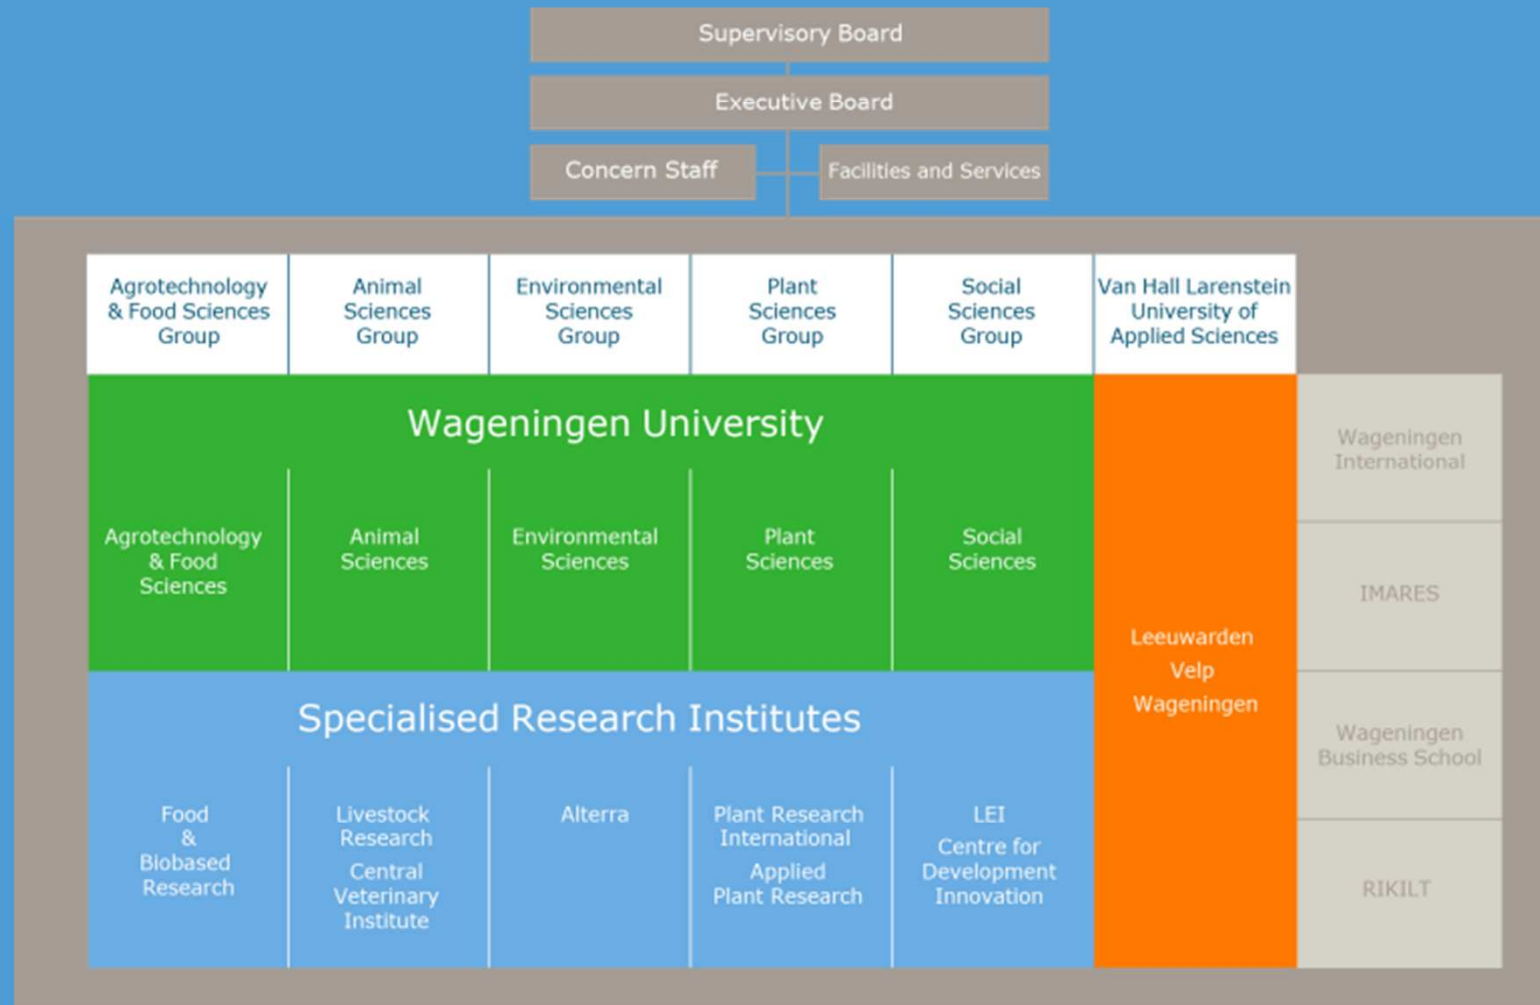 Supervisory Board
Executive Board
Concern Staff
Facilities and Services
Agrotechnology
& Food Sciences
Group
Animal
Sciences
Group
Environmental
Sciences
Group
Plant
Sciences
Group
Social
Sciences
Group
Van Hall Larenstein
University of
Applied Sciences
Wageningen University
Agrotechnology
& Food
Sciences
Animal
Sciences
Environmental
Sciences
Plant
Sciences
Social
Sciences
Specialised Research Institutes
Food
&
Biobased
Research
Livestock
Research
Central
Veterinary
Institute
Alterra
Plant Research
International
Applied
Plant Research
LEI
Centre for
Development
Innovation
Leeuwarden
Velp
Wageningen
Wageningen
International
IMARES
Wageningen
Business School
RIKILT